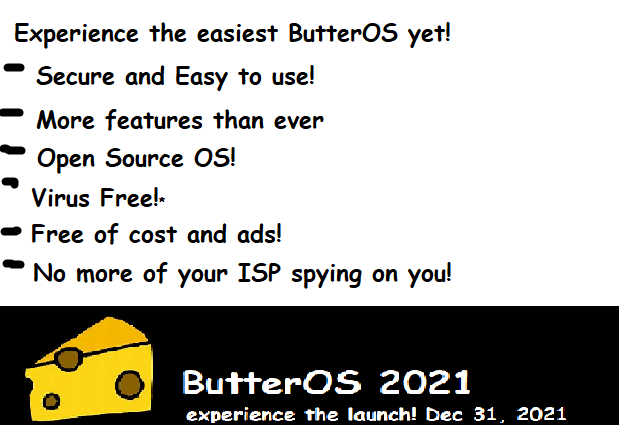 Experience the easiest ButterOS yet!
- Secure and Easy to use!
- More features than ever
- Open Source OS!
- Virus Free!*
- Free of cost and ads!
- No more of your ISP spying on you!
ButterOS 2021
experience the launch! Dec 31, 2021